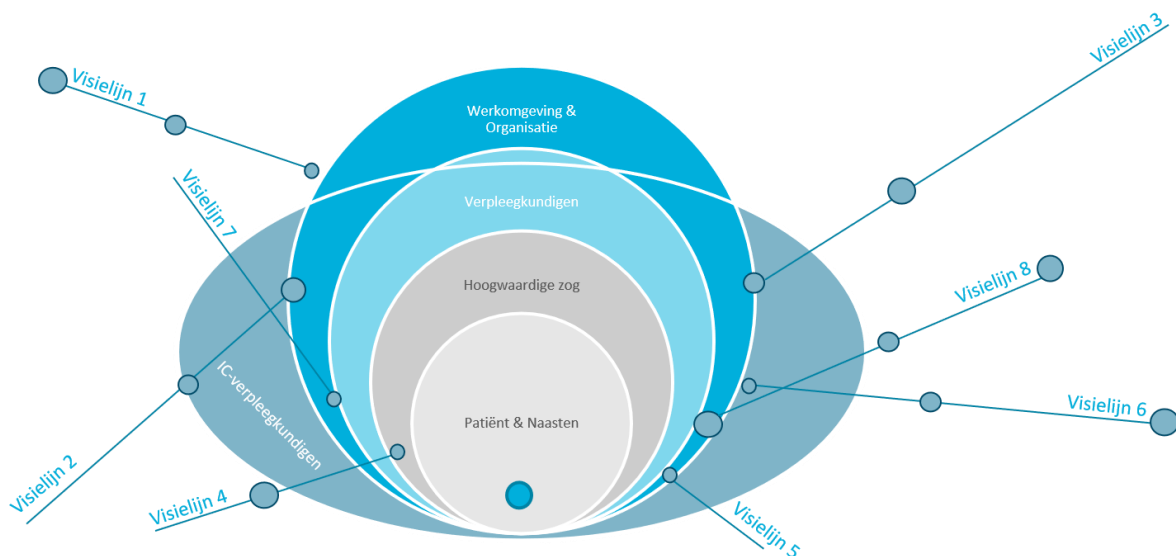 Visielijn 1
Visielijn 3
Werkomgeving &
Organisatie
Visielijn 7
Verpleegkundigen
Visielijn 8
Hoogwaardige zog
IC-verpleegkundigen
Visielijn 6
Patiënt & Naasten
Visielijn 2
Visielijn 4
Visielijn 5